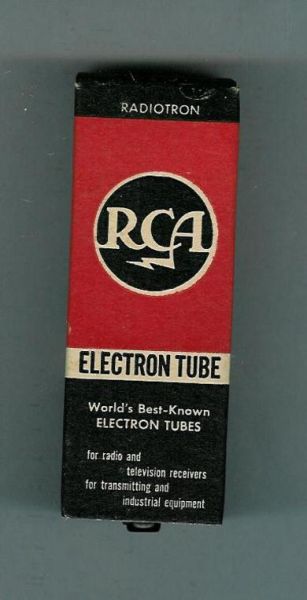 RADIOTRON
RCA
ELECTRON TUBE
World's Best-Known
ELECTRON TUBES
for radio and
television receivers
for transmitting and
industrial equipment